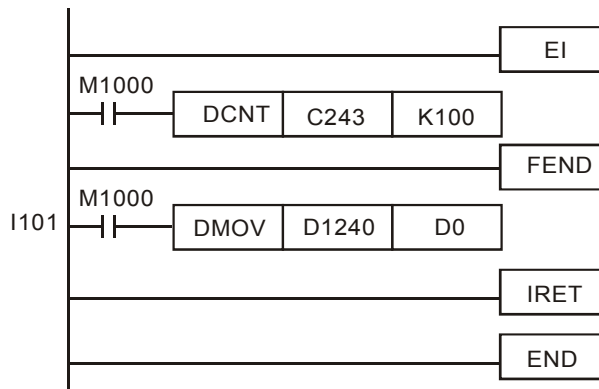 EI
M1000
DCNT C243 K100
FEND
M1000
I101 DMOV D1240 D0
IRET
END